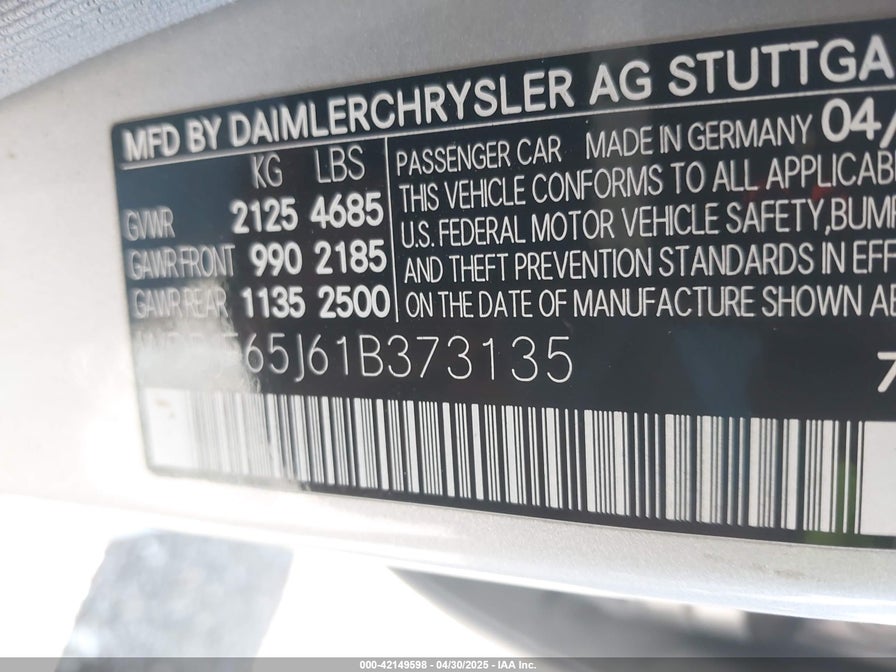 MFD BY DAIMLERCHRYSLER AG STUTTGA
KG LBS
GVWR 2125 4685
GAWR FRONT 990 2185
GAWR REAR 1135 2500
PASSENGER CAR MADE IN GERMANY 04/
THIS VEHICLE CONFORMS TO ALL APPLICAB
U.S. FEDERAL MOTOR VEHICLE SAFETY,BUM
AND THEFT PREVENTION STANDARDS IN EFF
ON THE DATE OF MANUFACTURE SHOWN A
65J61B373135
7
000-42149598 - 04/30/2025 - IAA Inc.